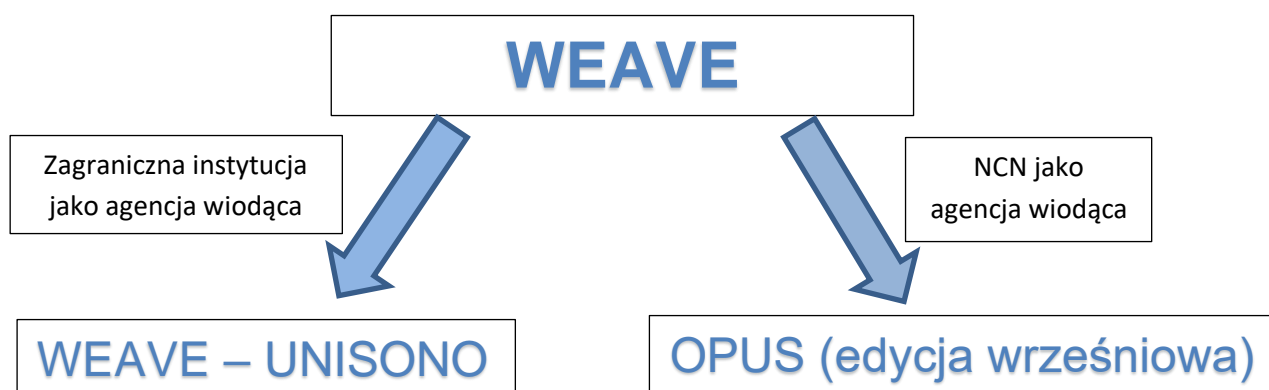 WEAVE
Zagraniczna instytucja
jako agencja wiodąca
NCN jako
agencja wiodąca
WEAVE – UNISONO
OPUS (edycja wrześniowa)